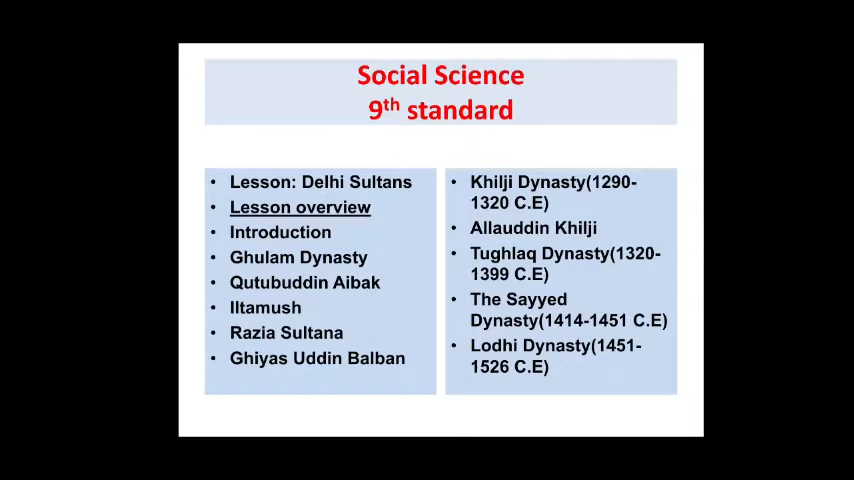 Social Science
9th standard
• Lesson: Delhi Sultans
• Lesson overview
• Introduction
• Ghulam Dynasty
• Qutubuddin Aibak
• Iltamush
• Razia Sultana
• Ghiyas Uddin Balban
• Khilji Dynasty(1290-
1320 C.E)
• Allauddin Khilji
• Tughlaq Dynasty(1320-
1399 C.E)
• The Sayyed
Dynasty(1414-1451 C.E)
• Lodhi Dynasty(1451-
1526 C.E)